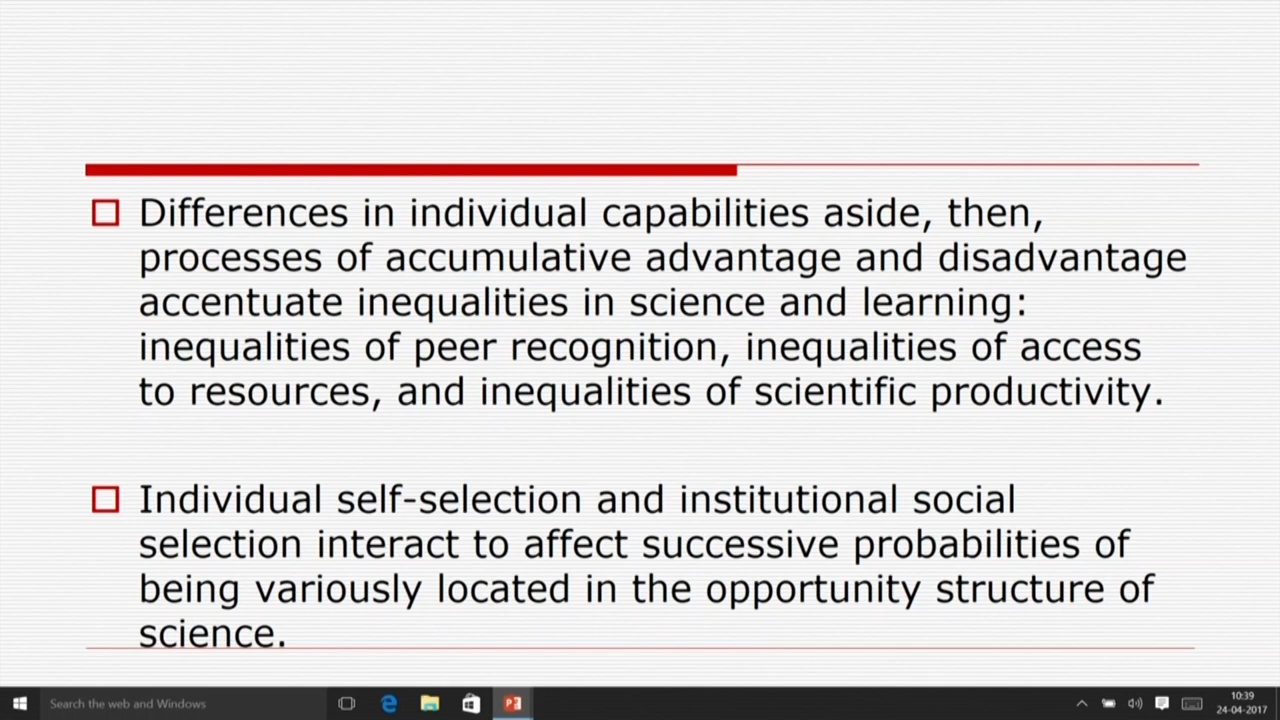 Differences in individual capabilities aside, then,
processes of accumulative advantage and disadvantage
accentuate inequalities in science and learning:
inequalities of peer recognition, inequalities of access
to resources, and inequalities of scientific productivity.
Individual self-selection and institutional social
selection interact to affect successive probabilities of
being variously located in the opportunity structure of
science.
Search the web and Windows
10:39
24-04-2017